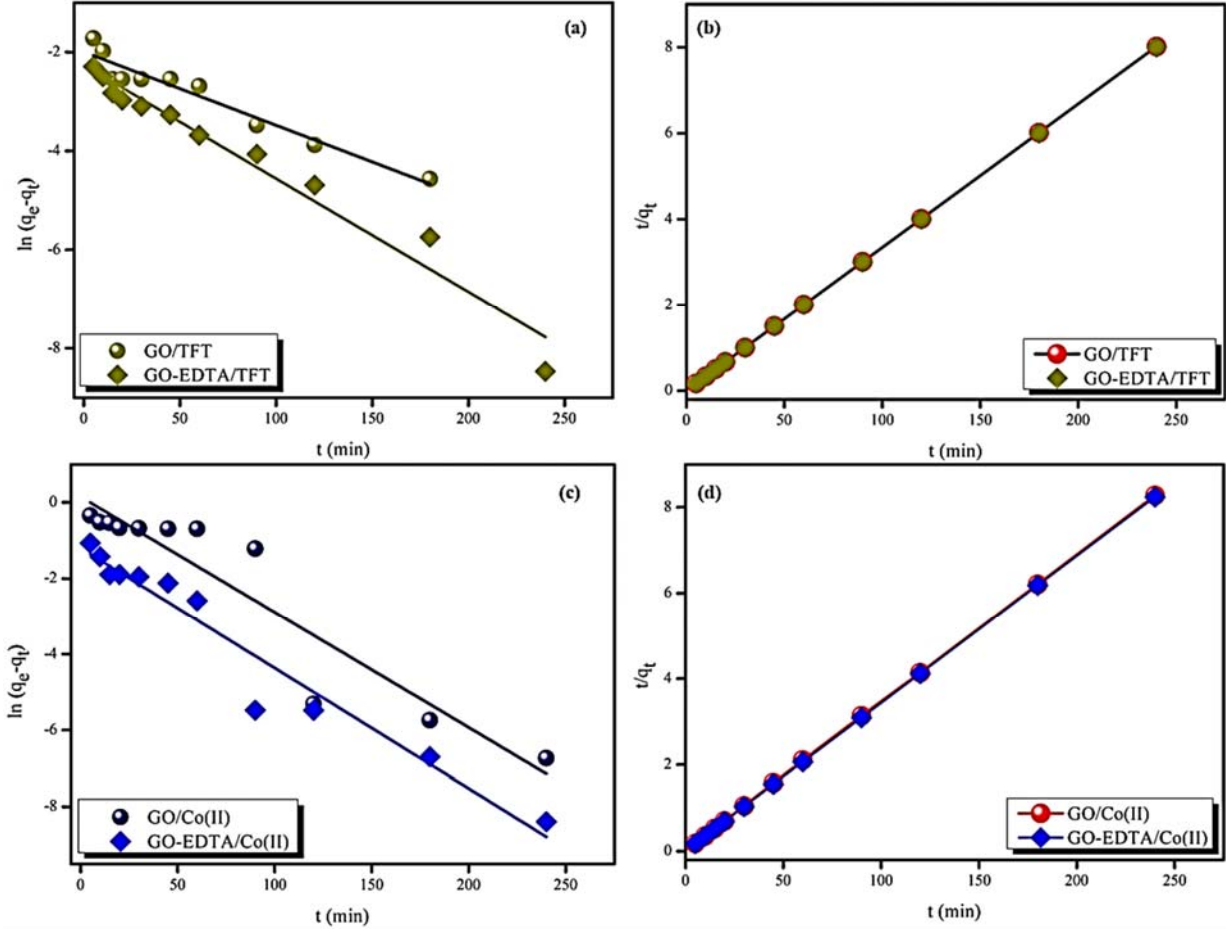 (a)
-2
-4
-6
-8
ln (qe-qt)
GO/TFT
GO-EDTA/TFT
0 50 100 150 200 250
t (min)
(b)
8
6
4
2
0
t/qt
GO/TFT
GO-EDTA/TFT
0 50 100 150 200 250
t (min)
(c)
0
-2
-4
-6
-8
ln (qe-qt)
GO/Co(II)
GO-EDTA/Co(II)
0 50 100 150 200 250
t (min)
(d)
8
6
4
2
0
t/qt
GO/Co(II)
GO-EDTA/Co(II)
0 50 100 150 200 250
t (min)